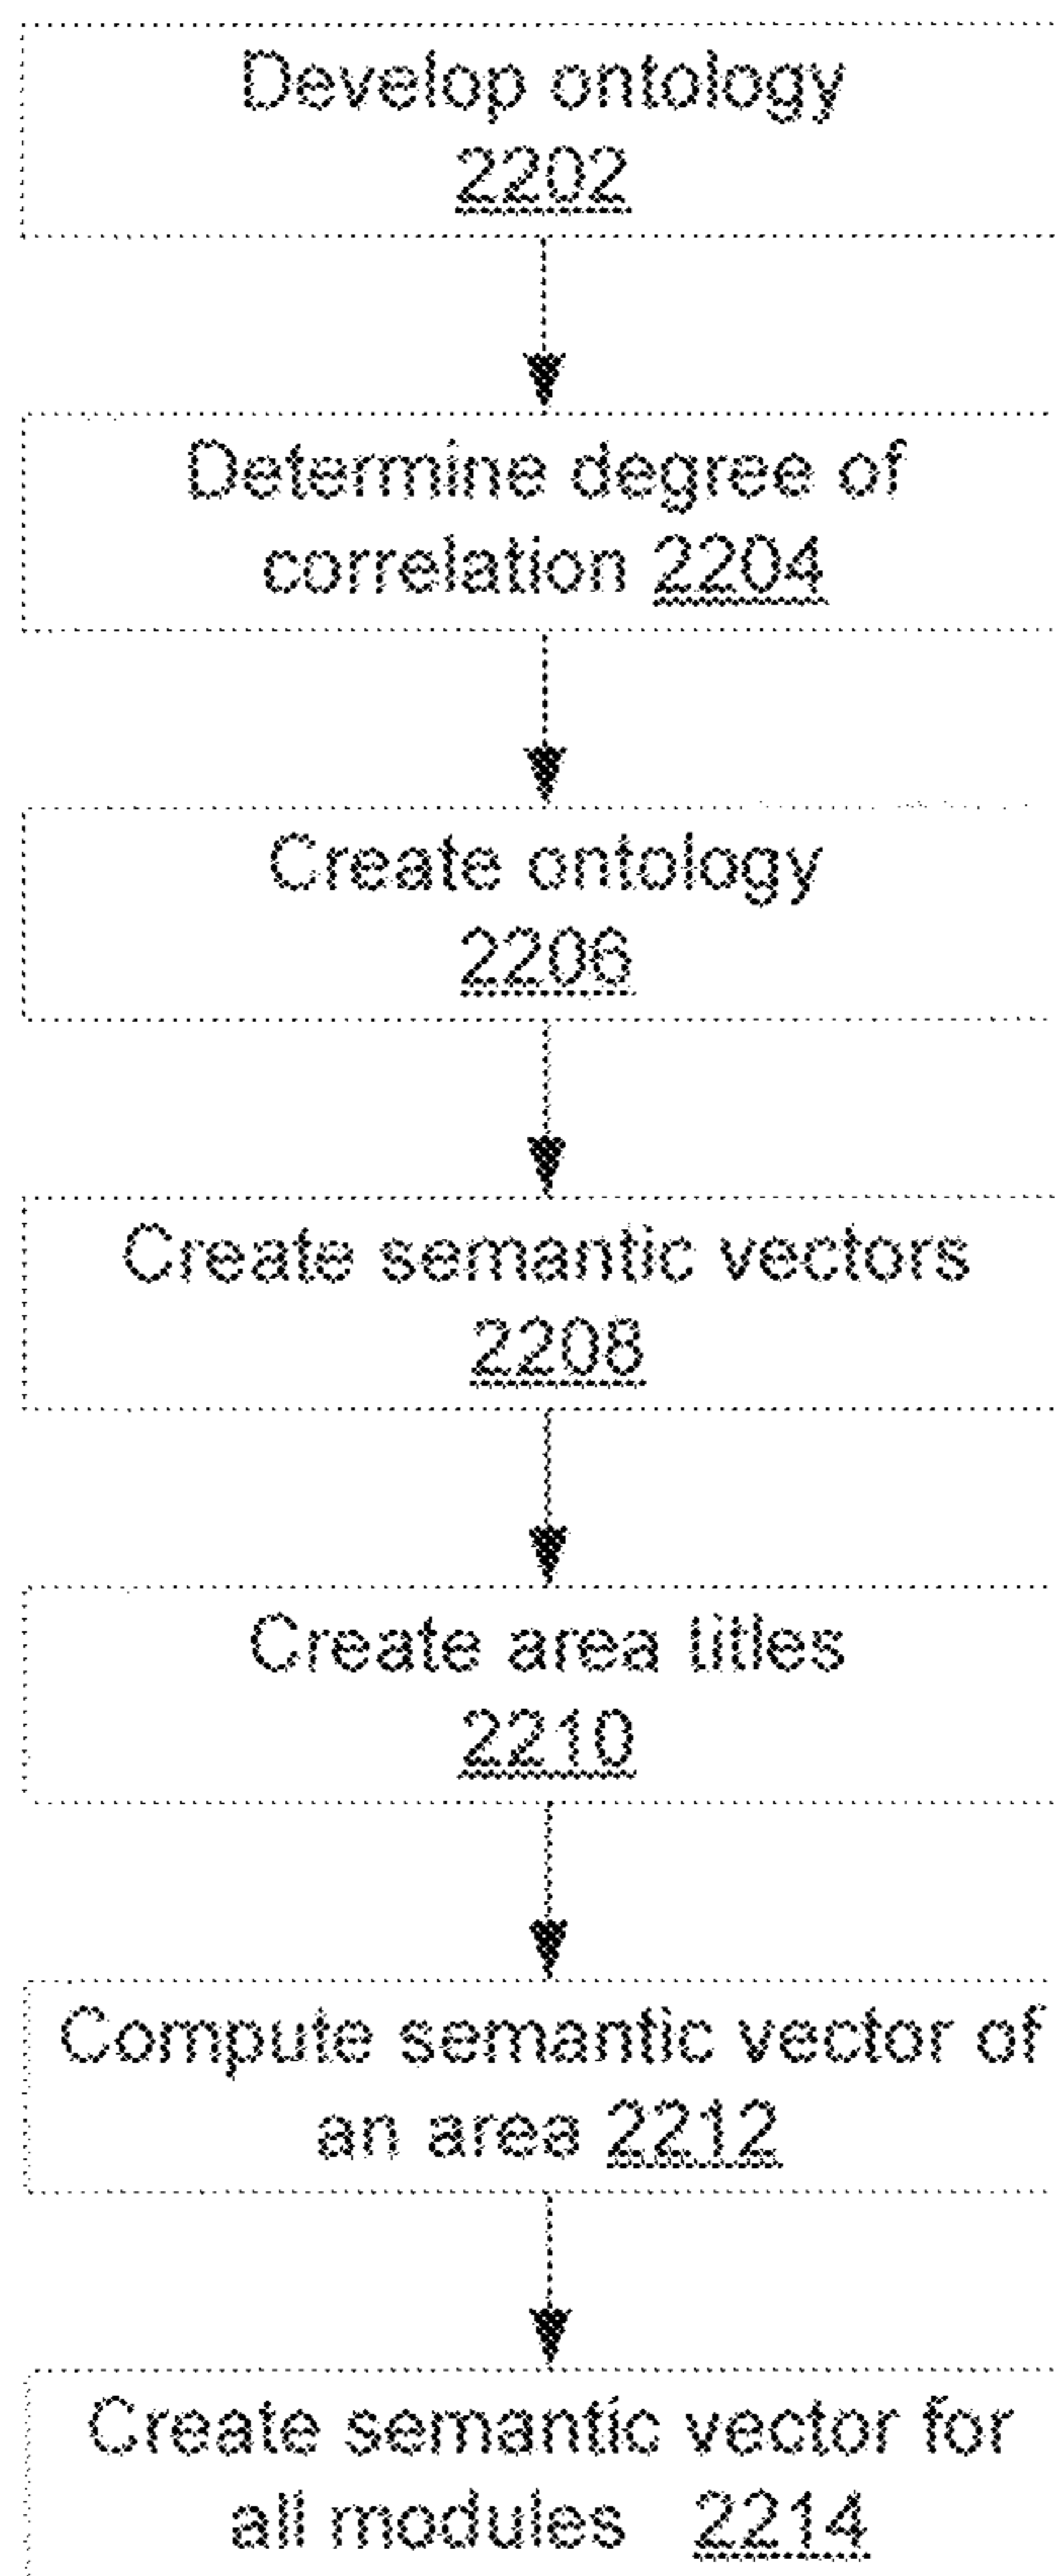 Develop ontology
2202
Determine degree of
correlation 2204
Create ontology
2206
Create semantic vectors
2208
Create area titles
2210
Compute semantic vector of
an area 2212
Create semantic vector for
all modules 2214